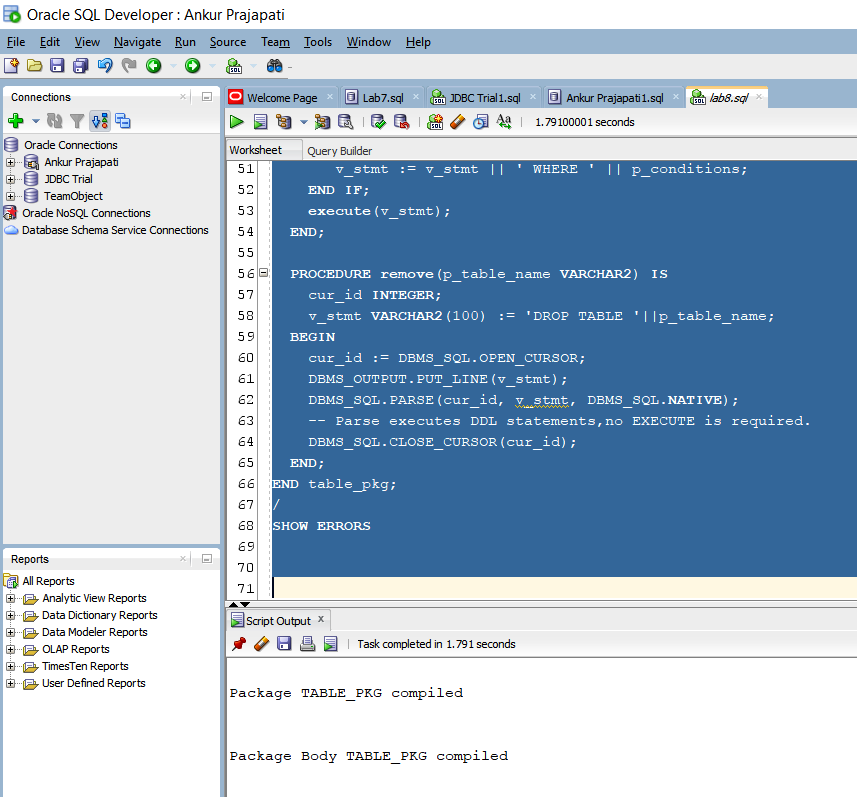 Oracle SQL Developer : Ankur Prajapati
File Edit View Navigate Run Source Team Tools Window Help
Connections
Oracle Connections
Ankur Prajapati
JDBC Trial
TeamObject
Oracle NoSQL Connections
Database Schema Service Connections
Reports
All Reports
Analytic View Reports
Data Dictionary Reports
Data Modeler Reports
OLAP Reports
TimesTen Reports
User Defined Reports
Welcome Page Lab7.sql JDBC Trial1.sql Ankur Prajapati1.sql lab8.sql
1.79100001 seconds
Worksheet Query Builder
51 v_stmt := v_stmt || ' WHERE ' || p_conditions;
52 END IF;
53 execute(v_stmt);
54 END;
55
56 PROCEDURE remove(p_table_name VARCHAR2) IS
57 cur_id INTEGER;
58 v_stmt VARCHAR2(100) := 'DROP TABLE '||p_table_name;
59 BEGIN
60 cur_id := DBMS_SQL.OPEN_CURSOR;
61 DBMS_OUTPUT.PUT_LINE(v_stmt);
62 DBMS_SQL.PARSE(cur_id, v_stmt, DBMS_SQL.NATIVE);
63 -- Parse executes DDL statements,no EXECUTE is required.
64 DBMS_SQL.CLOSE_CURSOR(cur_id);
65 END;
66 END table_pkg;
67 /
68 SHOW ERRORS
69
70
71
Script Output
Task completed in 1.791 seconds
Package TABLE_PKG compiled
Package Body TABLE_PKG compiled